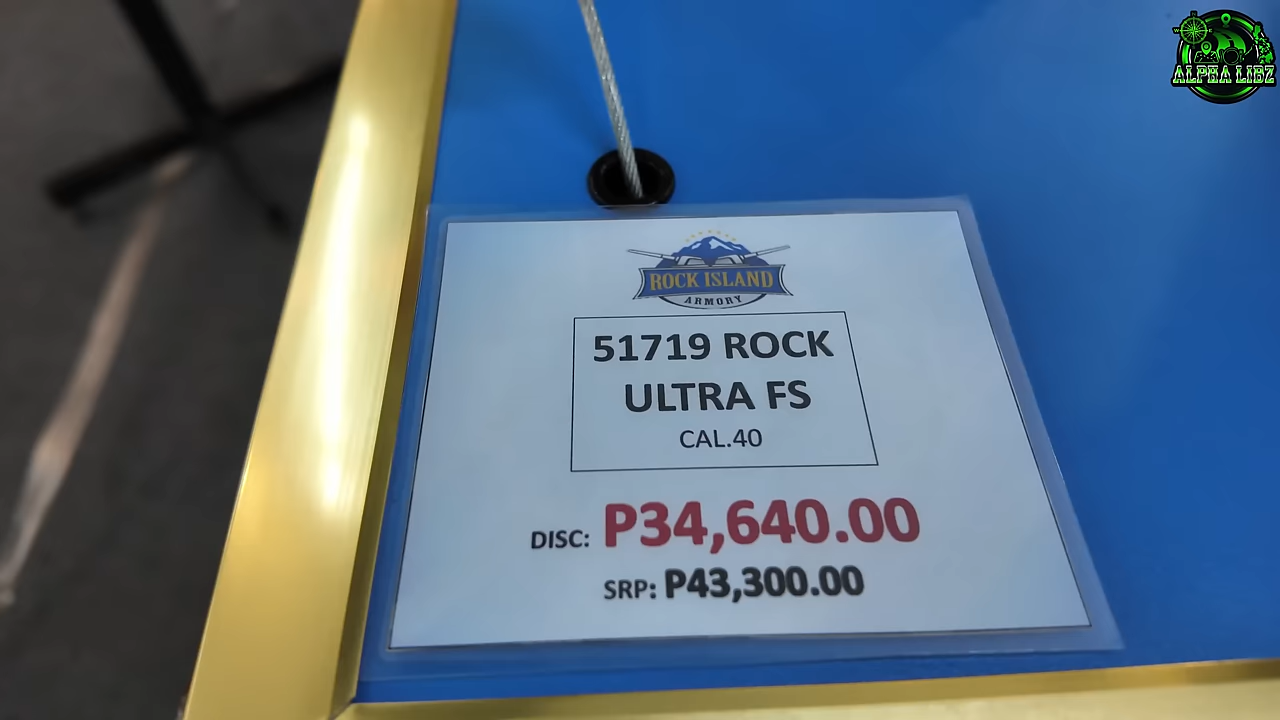 ALPHA LIBZ
ROCK ISLAND
ARMORY
51719 ROCK
ULTRA FS
CAL.40
DISC: P34,640.00
SRP: P43,300.00